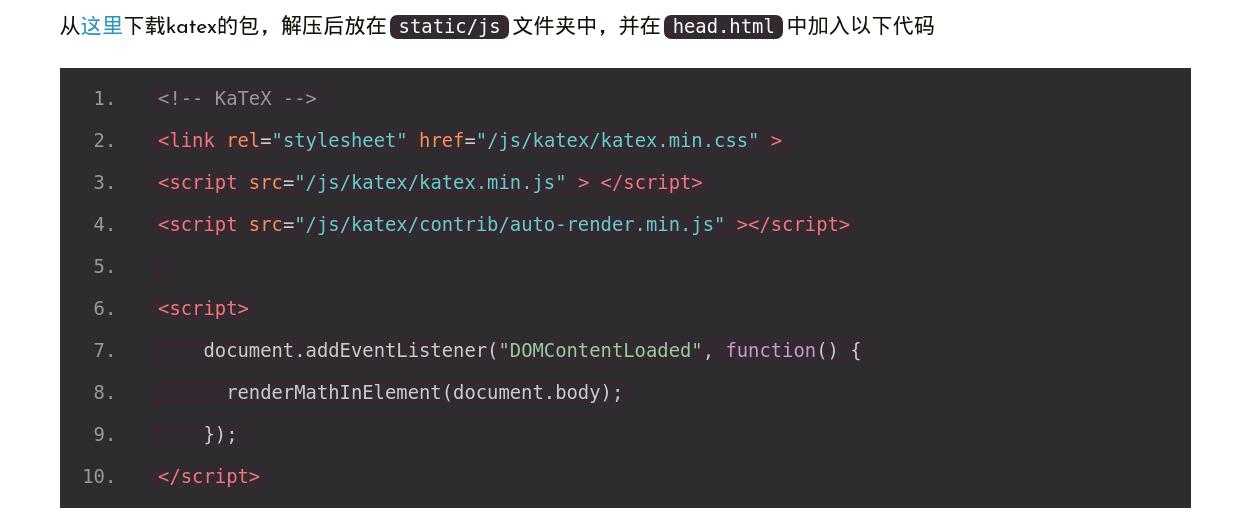 从这里下载katex的包，解压后放在 static/js 文件夹中，并在 head.html 中加入以下代码
1. <!-- KaTeX -->
2. <link rel="stylesheet" href="/js/katex/katex.min.css" >
3. <script src="/js/katex/katex.min.js" > </script>
4. <script src="/js/katex/contrib/auto-render.min.js" ></script>
5.
6. <script>
7.     document.addEventListener("DOMContentLoaded", function() {
8.       renderMathInElement(document.body);
9.     });
10. </script>